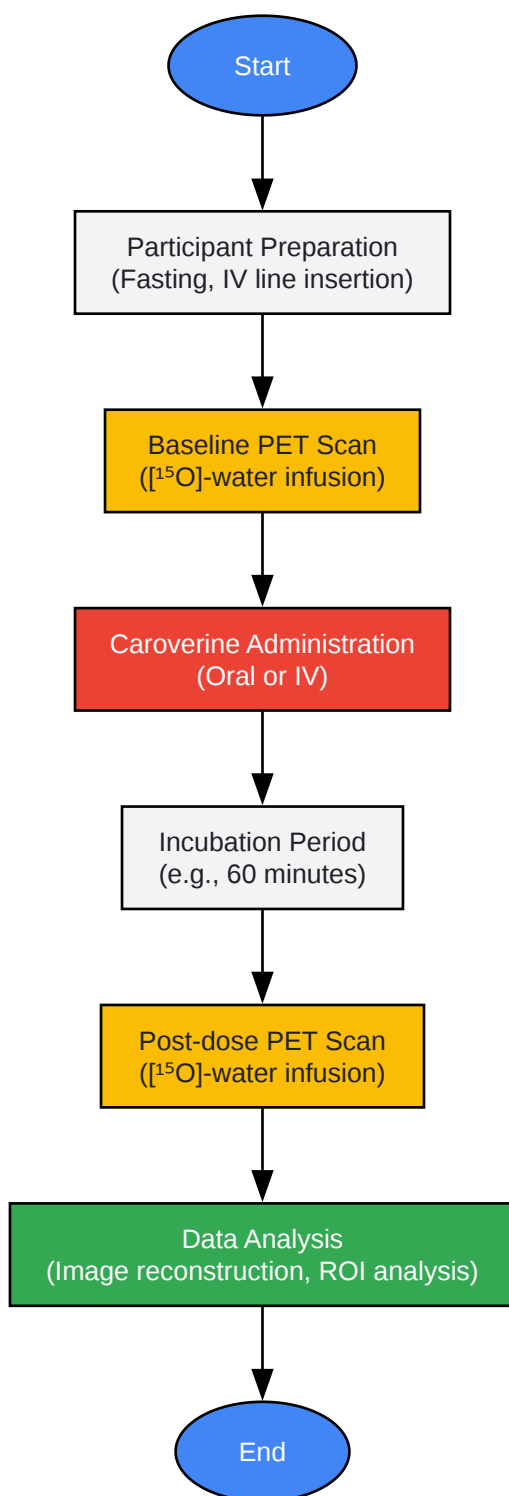 Start
Participant Preparation
(Fasting, IV line insertion)
Baseline PET Scan
([¹⁵O]-water infusion)
Caroverine Administration
(Oral or IV)
Incubation Period
(e.g., 60 minutes)
Post-dose PET Scan
([¹⁵O]-water infusion)
Data Analysis
(Image reconstruction, ROI analysis)
End